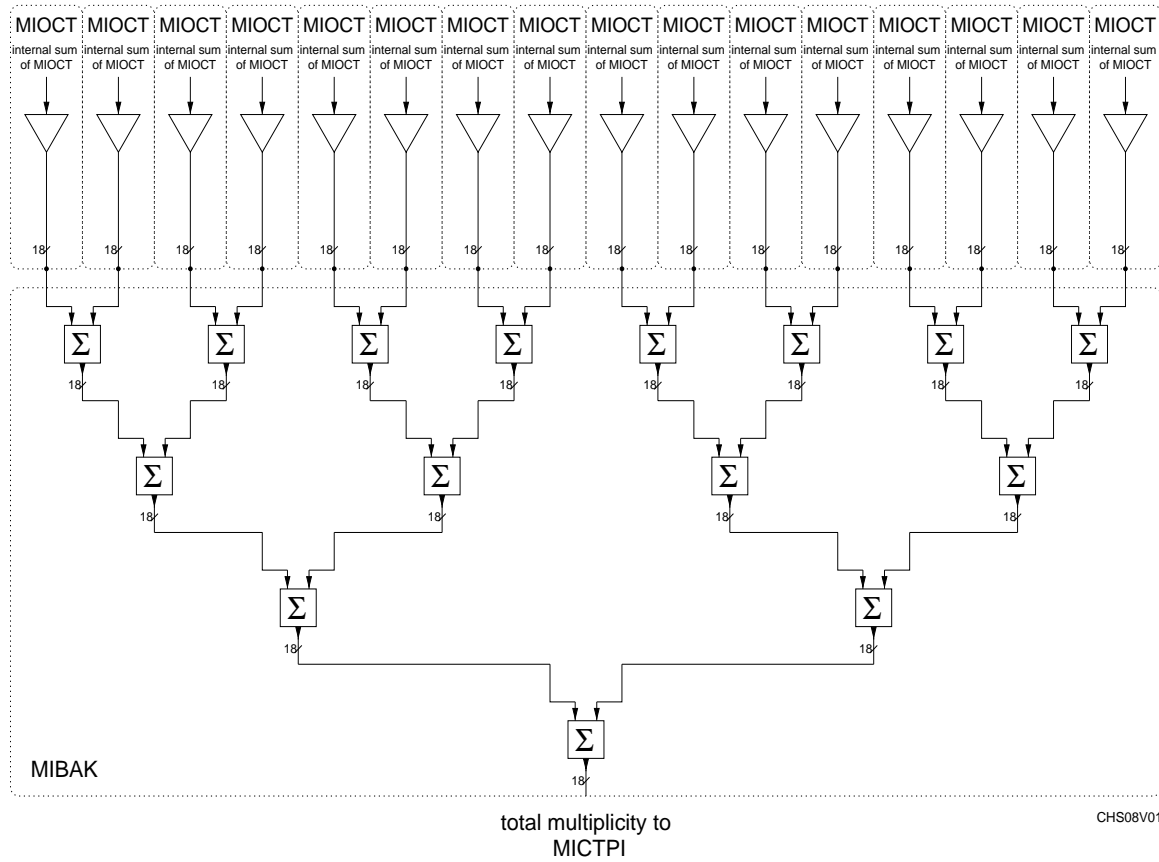 MIOCT MIOCT MIOCT MIOCT MIOCT MIOCT MIOCT MIOCT MIOCT MIOCT MIOCT MIOCT MIOCT MIOCT MIOCT MIOCT
internal sum internal sum internal sum internal sum internal sum internal sum internal sum internal sum internal sum internal sum internal sum internal sum internal sum internal sum internal sum internal sum
of MIOCT of MIOCT of MIOCT of MIOCT of MIOCT of MIOCT of MIOCT of MIOCT of MIOCT of MIOCT of MIOCT of MIOCT of MIOCT of MIOCT of MIOCT of MIOCT
18 18 18 18 18 18 18 18 18 18 18 18 18 18 18 18
Σ Σ Σ Σ Σ Σ Σ Σ
18 18 18 18 18 18 18 18
Σ Σ Σ Σ
18 18 18 18
Σ Σ
18 18
Σ
MIBAK
18
total multiplicity to
MICTPI
CHS08V01